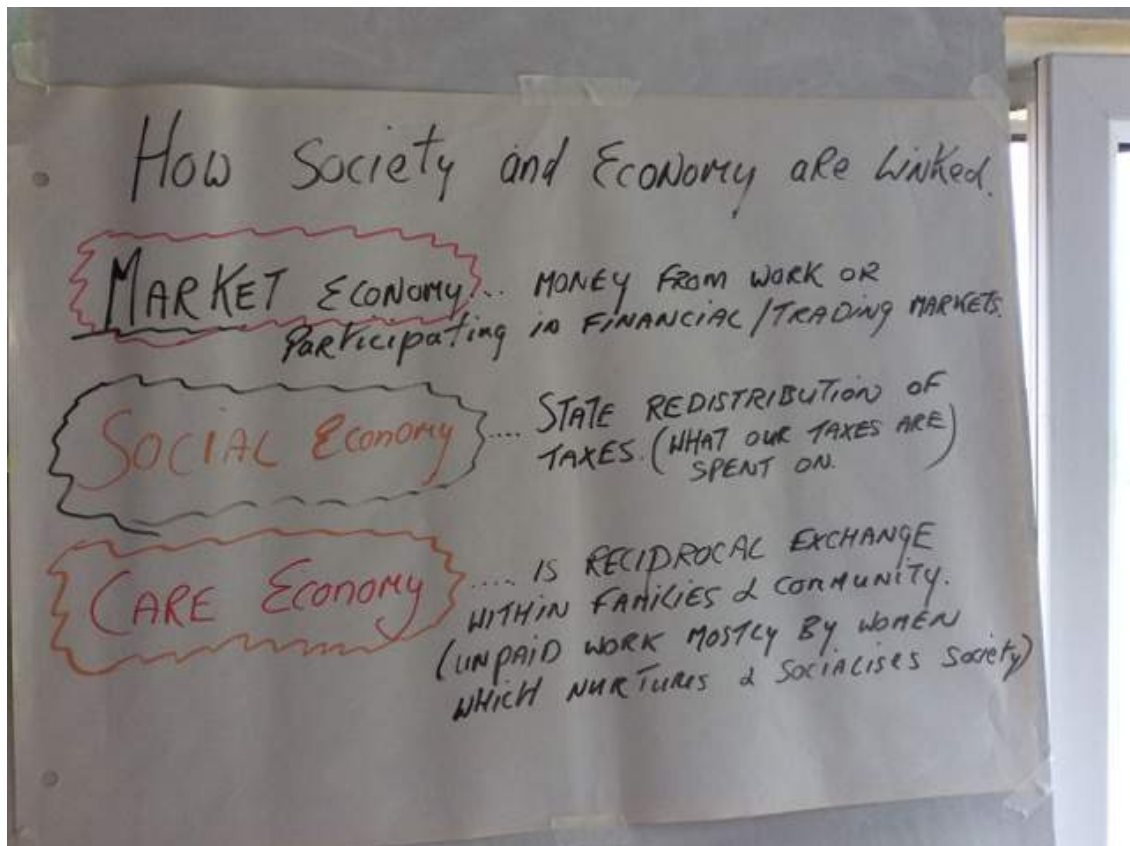 How Society and Economy are Linked.
MARKET Economy... MONEY FROM WORK OR
Participating in FINANCIAL/TRADING MARKETS.
SOCIAL Economy .... STATE REDISTRIBUTION OF
TAXES. (WHAT OUR TAXES ARE)
SPENT ON.
CARE Economy ..... IS RECIPROCAL EXCHANGE
WITHIN FAMILIES & COMMUNITY.
(UNPAID WORK MOSTLY BY WOMEN
WHICH NURTURES & SOCIALISES Society)